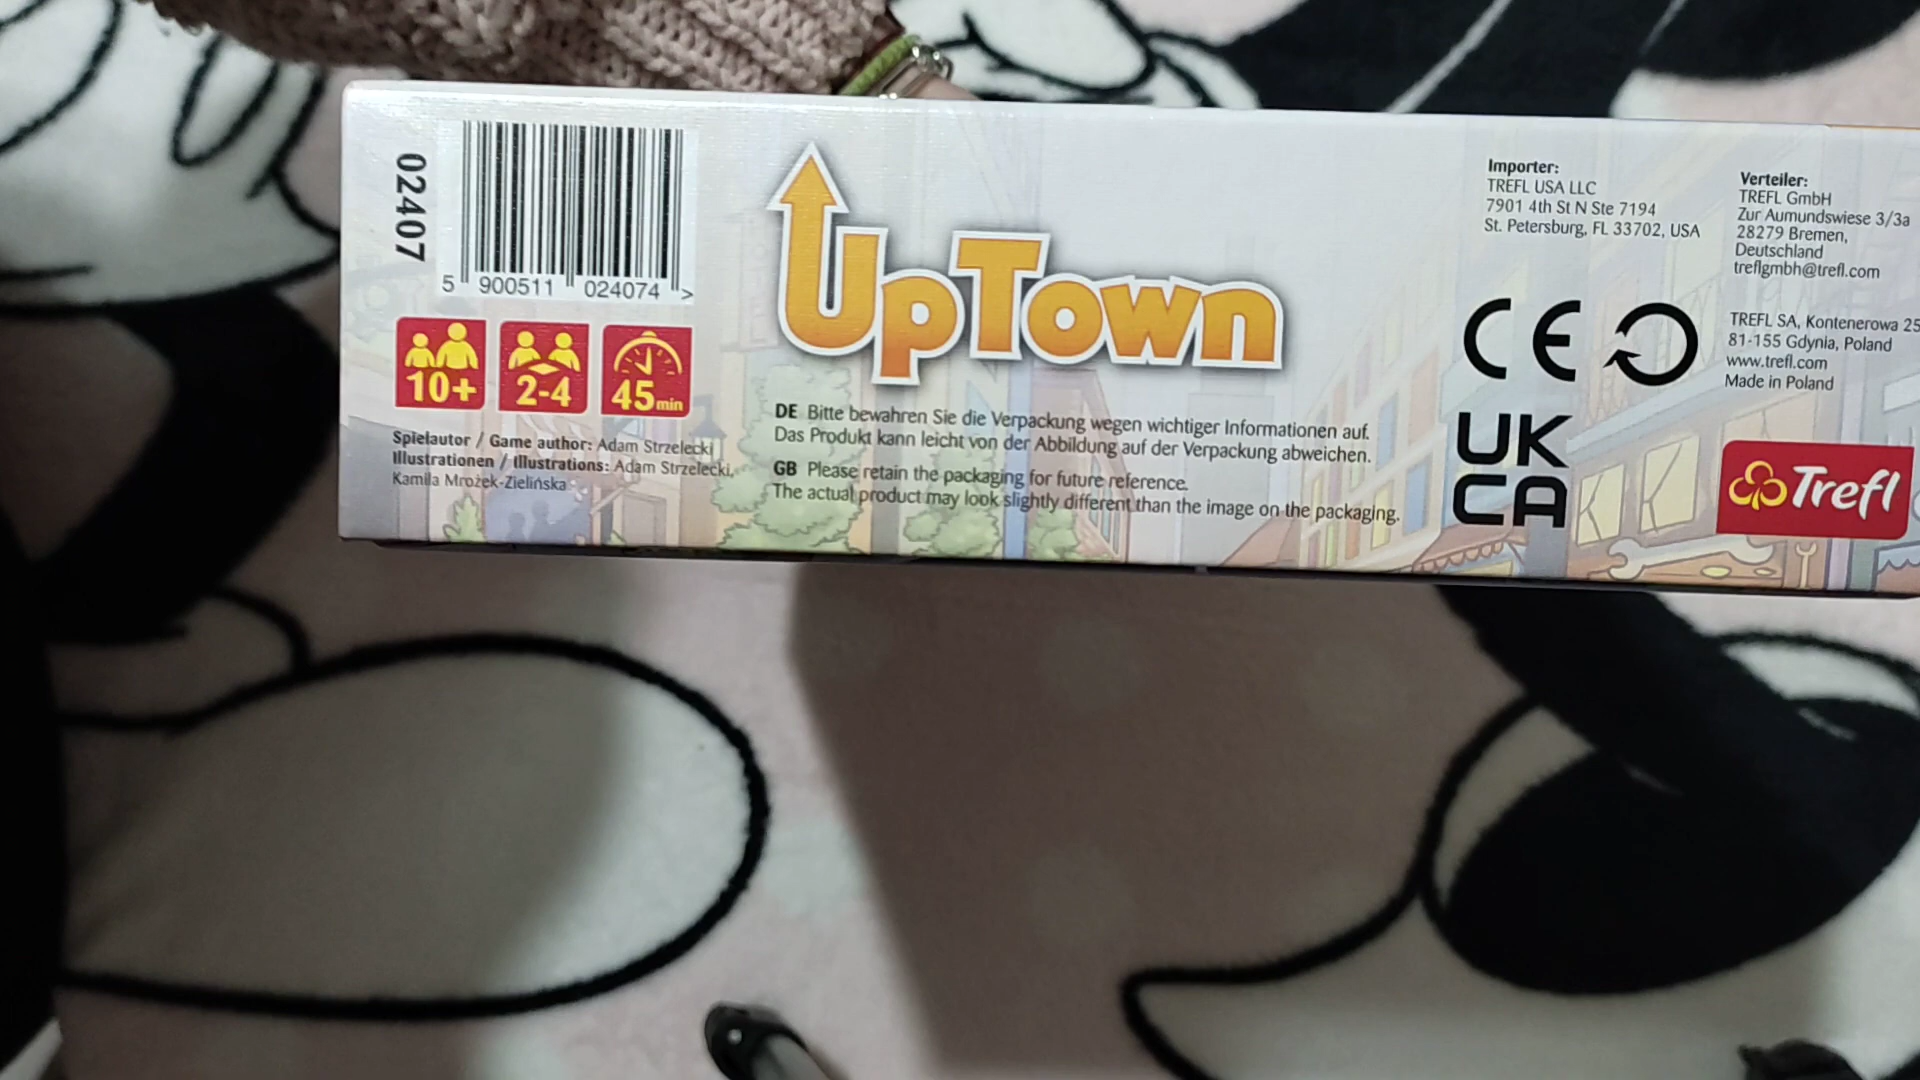 02407
5 900511 024074 >
10+
2-4
45 min
Spielautor / Game author: Adam Strzelecki
Illustrationen / Illustrations: Adam Strzelecki,
Kamila Mrożek-Zielińska
UpTown
DE Bitte bewahren Sie die Verpackung wegen wichtiger Informationen auf.
Das Produkt kann leicht von der Abbildung auf der Verpackung abweichen.
GB Please retain the packaging for future reference.
The actual product may look slightly different than the image on the packaging.
Importer:
TREFL USA LLC
7901 4th St N Ste 7194
St. Petersburg, FL 33702, USA
CE
UK
CA
Verteiler:
TREFL GmbH
Zur Aumundswiese 3/3a
28279 Bremen,
Deutschland
treflgmbh@trefl.com
TREFL SA, Kontenerowa 25
81-155 Gdynia, Poland
www.trefl.com
Made in Poland
Trefl